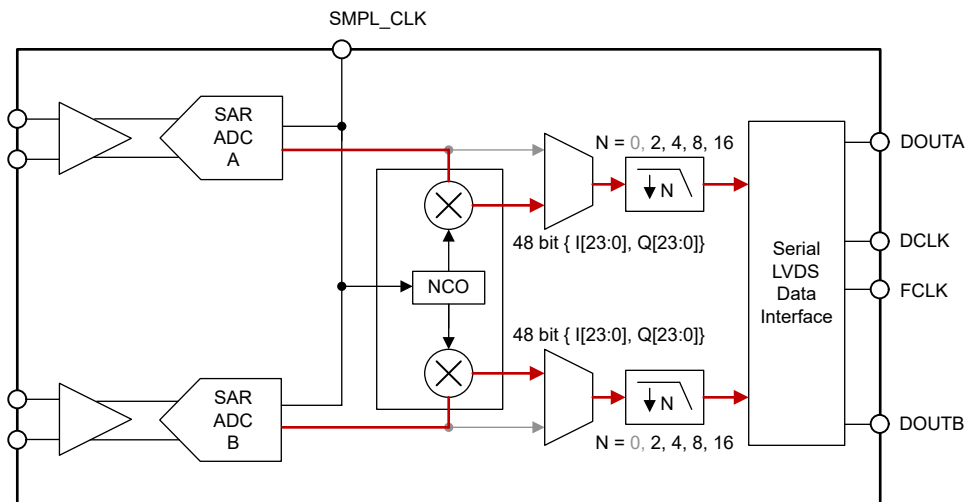 SMPL_CLK
SAR
ADC
A
N = 0, 2, 4, 8, 16
↓ N
DOUTA
48 bit { I[23:0], Q[23:0]}
NCO
Serial
LVDS
Data
Interface
DCLK
FCLK
48 bit { I[23:0], Q[23:0]}
SAR
ADC
B
↓ N
N = 0, 2, 4, 8, 16
DOUTB